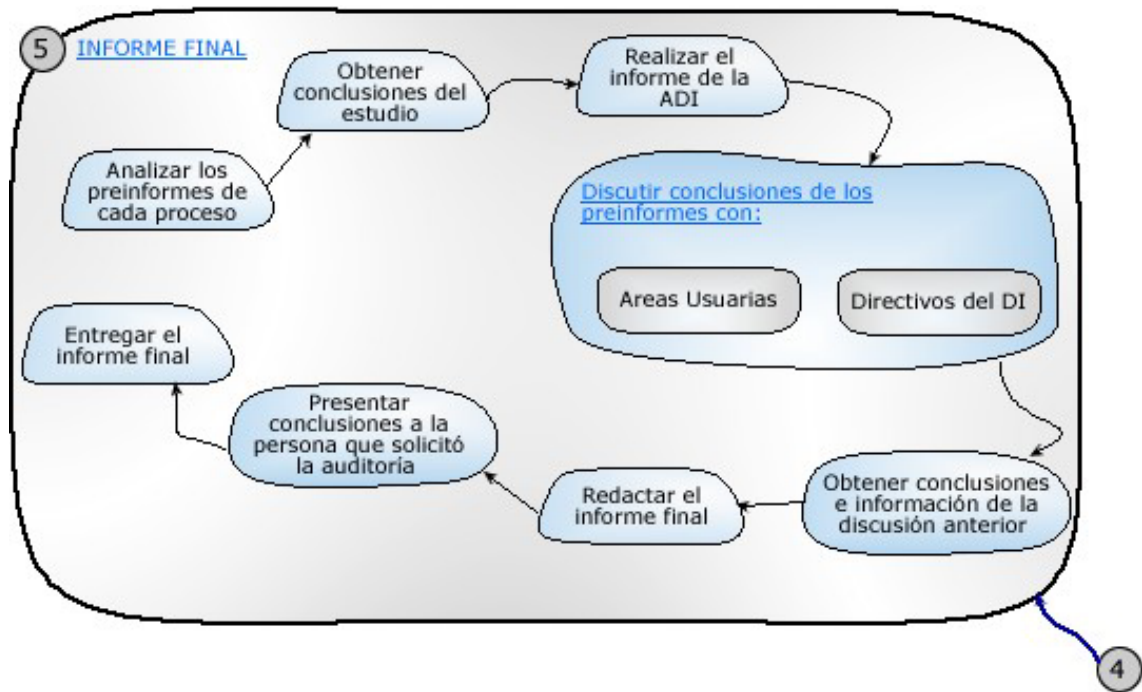 5
INFORME FINAL
Analizar los
preinformes de
cada proceso
Obtener
conclusiones del
estudio
Realizar el
informe de la
ADI
Discutir conclusiones de los
preinformes con:
Areas Usuarias
Directivos del DI
Obtener conclusiones
e información de la
discusión anterior
Redactar el
informe final
Presentar
conclusiones a la
persona que solicitó
la auditoría
Entregar el
informe final
4